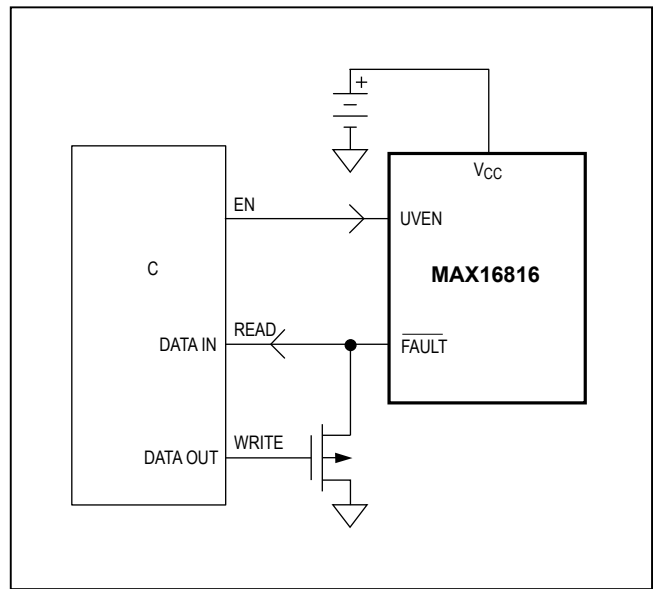 +
VCC
EN
UVEN
C
MAX16816
READ
DATA IN
FAULT
WRITE
DATA OUT